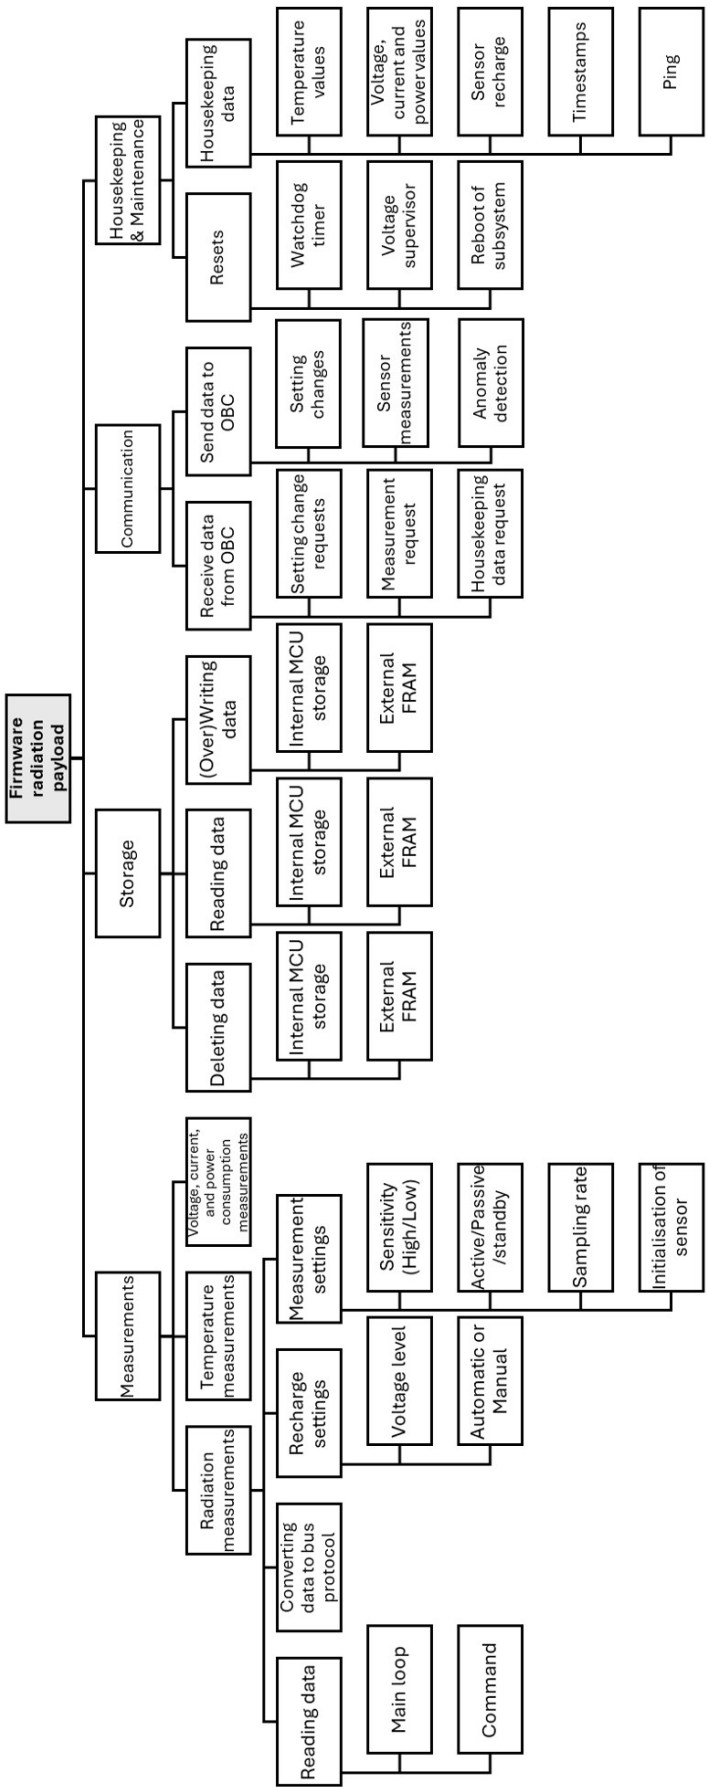 Firmware
radiation
payload
Measurements
Storage
Communication
Housekeeping
& Maintenance
Radiation
measurements
Temperature
measurements
Voltage, current,
and power
consumption
measurements
Deleting data
Reading data
(Over)Writing
data
Receive data
from OBC
Send data to
OBC
Resets
Housekeeping
data
Reading data
Converting
data to bus
protocol
Recharge
settings
Measurement
settings
Main loop
Command
Voltage level
Automatic or
Manual
Sensitivity
(High/Low)
Active/Passive
/standby
Sampling rate
Initialisation of
sensor
Internal MCU
storage
External
FRAM
Internal MCU
storage
External
FRAM
Internal MCU
storage
External
FRAM
Setting change
requests
Measurement
request
Housekeeping
data request
Setting
changes
Sensor
measurements
Anomaly
detection
Watchdog
timer
Voltage
supervisor
Reboot of
subsystem
Temperature
values
Voltage,
current and
power values
Sensor
recharge
Timestamps
Ping